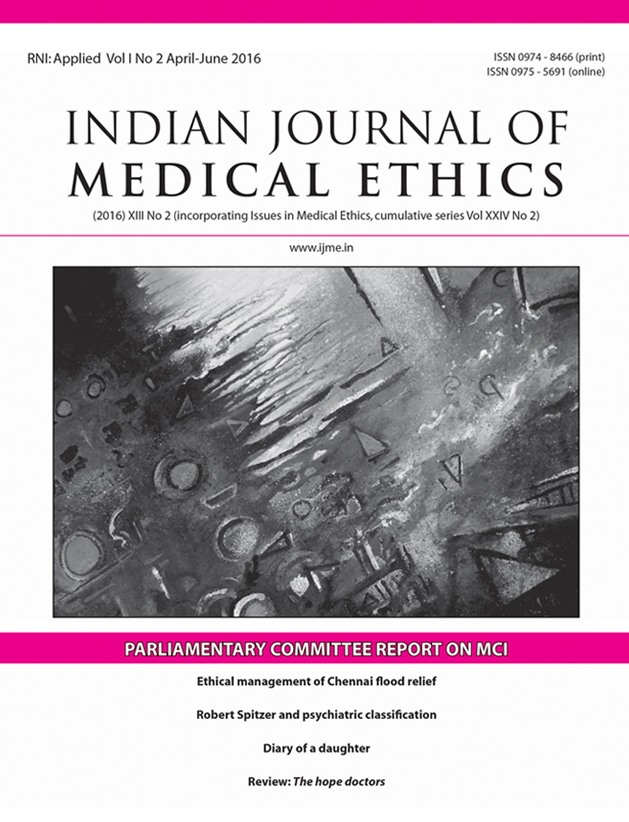 RNI: Applied Vol I No 2 April-June 2016
ISSN 0974 - 8466 (print)
ISSN 0975 - 5691 (online)
INDIAN JOURNAL OF
MEDICAL ETHICS
(2016) XIII No 2 (incorporating Issues in Medical Ethics, cumulative series Vol XXIV No 2)
www.ijme.in
PARLIAMENTARY COMMITTEE REPORT ON MCI
Ethical management of Chennai flood relief
Robert Spitzer and psychiatric classification
Diary of a daughter
Review: The hope doctors